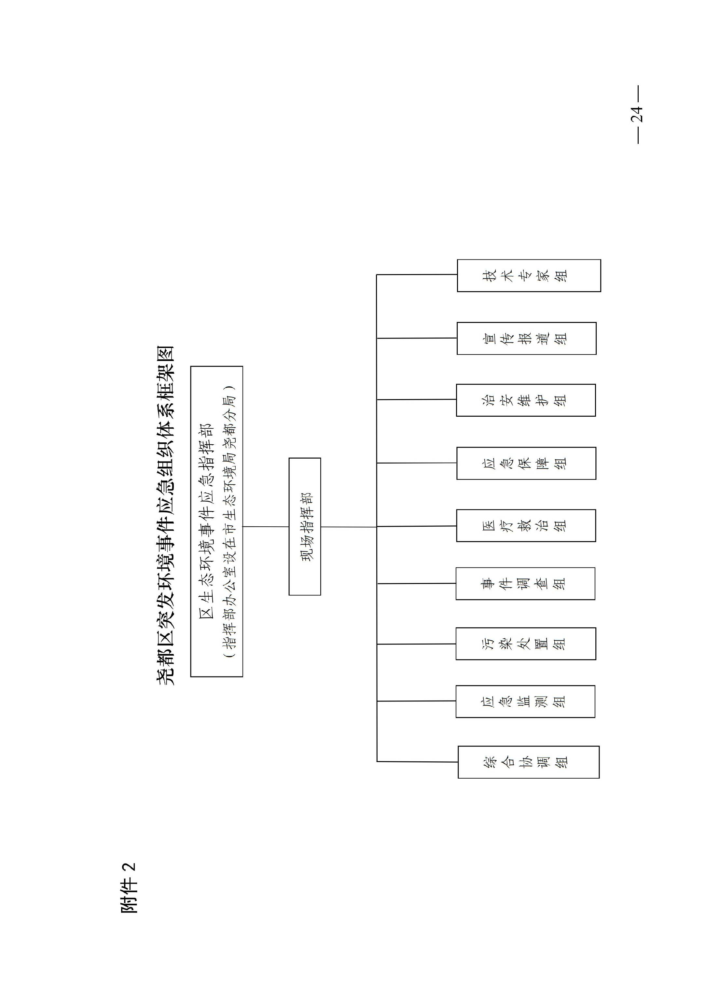 附件 2
尧都区突发环境事件应急组织体系框架图
区生态环境事件应急指挥部
（指挥部办公室设在市生态环境局尧都分局）
现场指挥部
综合协调组
应急监测组
污染处置组
事件调查组
医疗救治组
应急保障组
治安维护组
宣传报道组
技术专家组
— 24 —